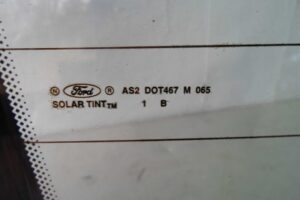 Ford ® AS2 DOT467 M 065
SOLAR TINT™ 1 B